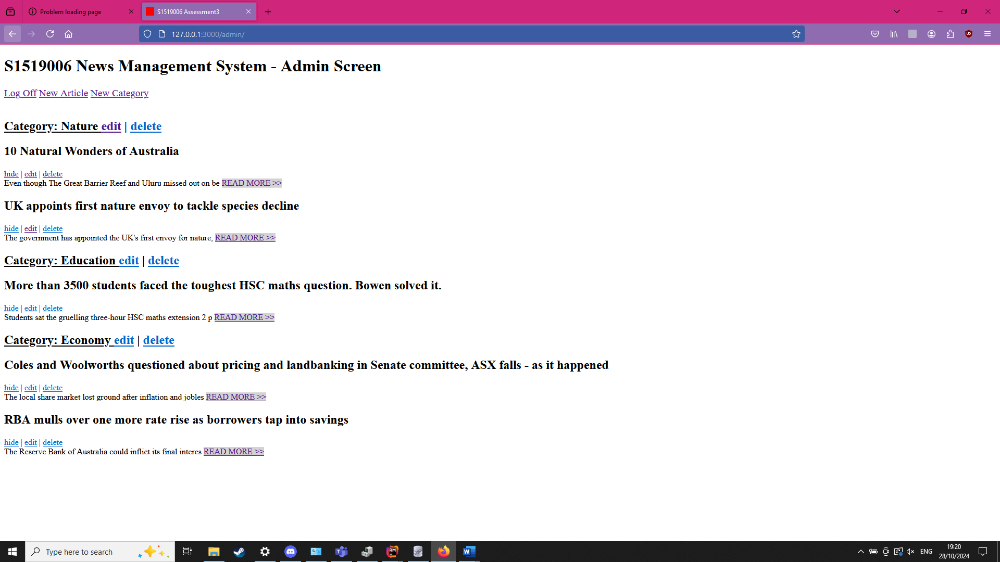 Problem loading page
S1519006 Assessment3
127.0.0.1:3000/admin/
S1519006 News Management System - Admin Screen
Log Off New Article New Category
Category: Nature edit | delete
10 Natural Wonders of Australia
hide | edit | delete
Even though The Great Barrier Reef and Uluru missed out on be READ MORE >>
UK appoints first nature envoy to tackle species decline
hide | edit | delete
The government has appointed the UK's first envoy for nature, READ MORE >>
Category: Education edit | delete
More than 3500 students faced the toughest HSC maths question. Bowen solved it.
hide | edit | delete
Students sat the gruelling three-hour HSC maths extension 2 p READ MORE >>
Category: Economy edit | delete
Coles and Woolworths questioned about pricing and landbanking in Senate committee, ASX falls - as it happened
hide | edit | delete
The local share market lost ground after inflation and jobles READ MORE >>
RBA mulls over one more rate rise as borrowers tap into savings
hide | edit | delete
The Reserve Bank of Australia could inflict its final interes READ MORE >>
Type here to search
RM
W
ENG
19:20
28/10/2024